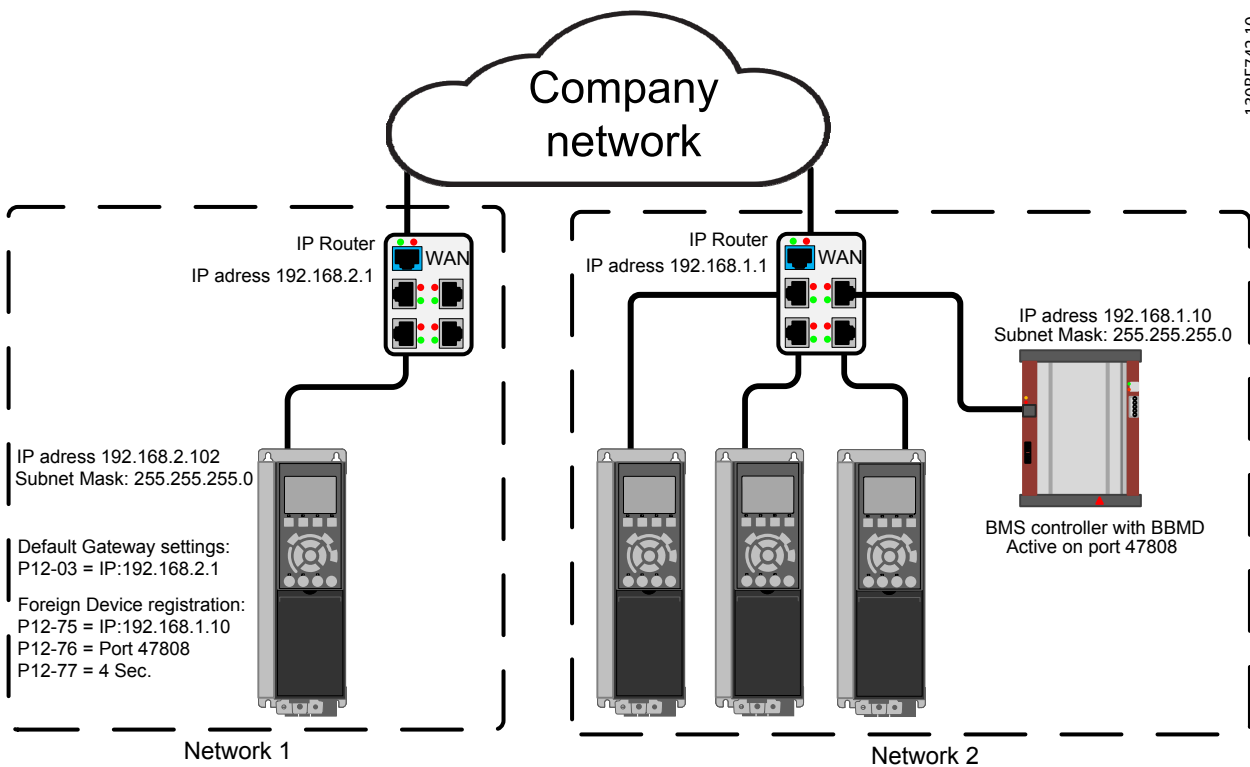 Company
network
IP Router
IP adress 192.168.2.1
WAN
IP adress 192.168.2.102
Subnet Mask: 255.255.255.0
Default Gateway settings:
P12-03 = IP:192.168.2.1
Foreign Device registration:
P12-75 = IP:192.168.1.10
P12-76 = Port 47808
P12-77 = 4 Sec.
Network 1
IP Router
IP adress 192.168.1.1
WAN
IP adress 192.168.1.10
Subnet Mask: 255.255.255.0
BMS controller with BBMD
Active on port 47808
Network 2